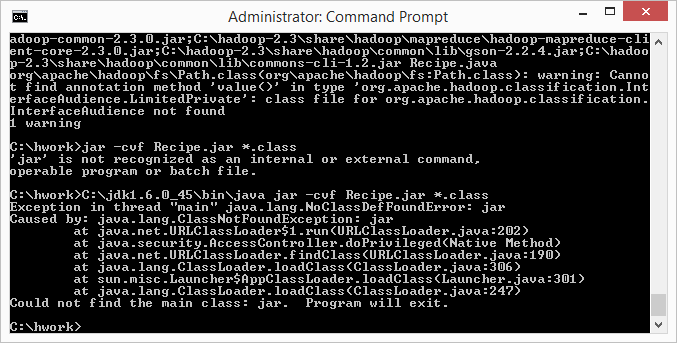 Administrator: Command Prompt
adoop-common-2.3.0.jar;C:\hadoop-2.3\share\hadoop\mapreduce\hadoop-mapreduce-cli
ent-core-2.3.0.jar;C:\hadoop-2.3\share\hadoop\common\lib\gson-2.2.4.jar;C:\hadoo
p-2.3\share\hadoop\common\lib\commons-cli-1.2.jar Recipe.java
org\apache\hadoop\fs\Path.class(org\apache\hadoop\fs:Path.class): warning: Canno
t find annotation method 'value()' in type 'org.apache.hadoop.classification.Int
erfaceAudience.LimitedPrivate': class file for org.apache.hadoop.classification.
InterfaceAudience not found
1 warning
C:\hwork>jar -cvf Recipe.jar *.class
'jar' is not recognized as an internal or external command,
operable program or batch file.
C:\hwork>C:\jdk1.6.0_45\bin\java jar -cvf Recipe.jar *.class
Exception in thread "main" java.lang.NoClassDefFoundError: jar
Caused by: java.lang.ClassNotFoundException: jar
at java.net.URLClassLoader$1.run(URLClassLoader.java:202)
at java.security.AccessController.doPrivileged(Native Method)
at java.net.URLClassLoader.findClass(URLClassLoader.java:190)
at java.lang.ClassLoader.loadClass(ClassLoader.java:306)
at sun.misc.Launcher$AppClassLoader.loadClass(Launcher.java:301)
at java.lang.ClassLoader.loadClass(ClassLoader.java:247)
Could not find the main class: jar.  Program will exit.
C:\hwork>